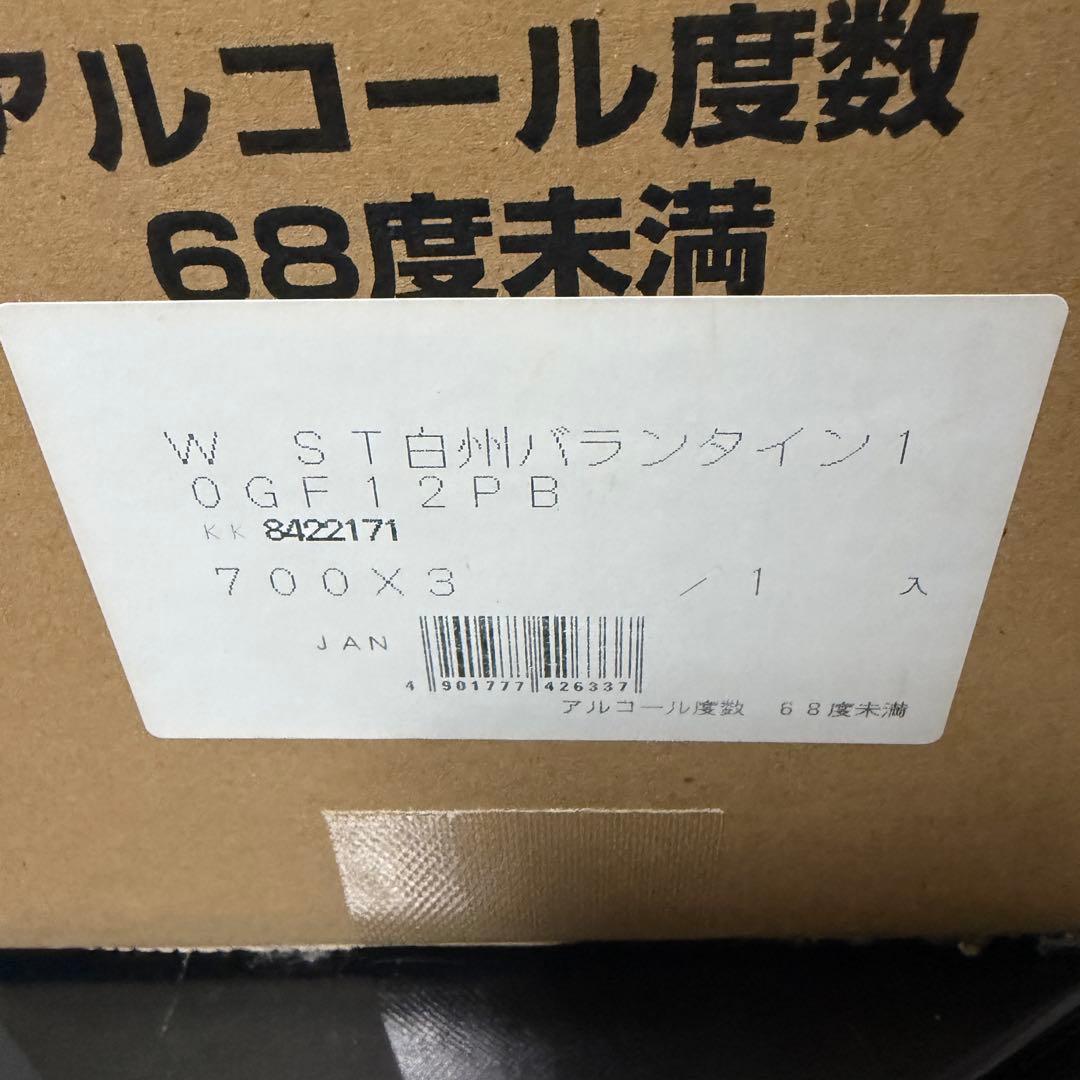 アルコール度数
68度未満
W ST白州バランタイン1
0GF12PB
KK 8422171
700X3 / 1 入
JAN
4 901777 426337
アルコール度数 68度未満